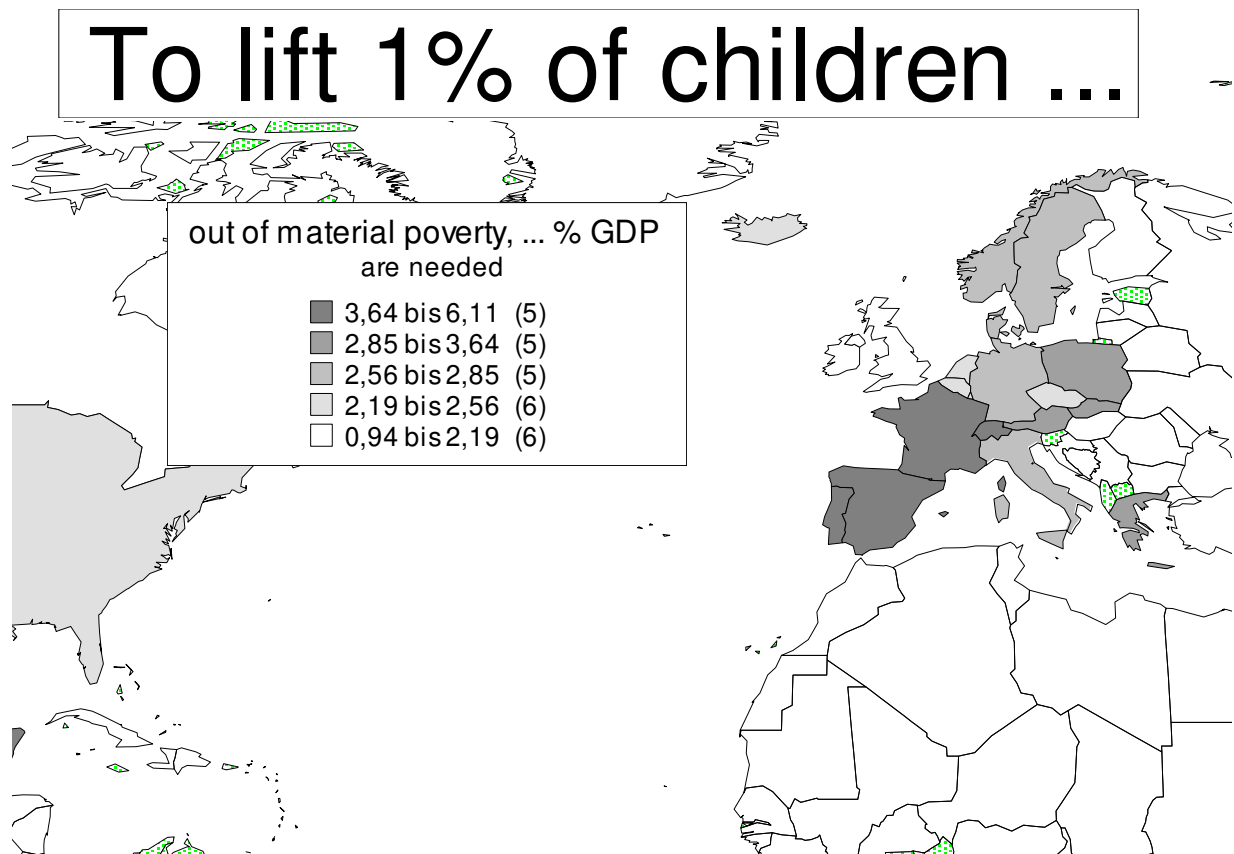 To lift 1% of children ...
out of material poverty, ... % GDP
are needed
3,64 bis 6,11 (5)
2,85 bis 3,64 (5)
2,56 bis 2,85 (5)
2,19 bis 2,56 (6)
0,94 bis 2,19 (6)